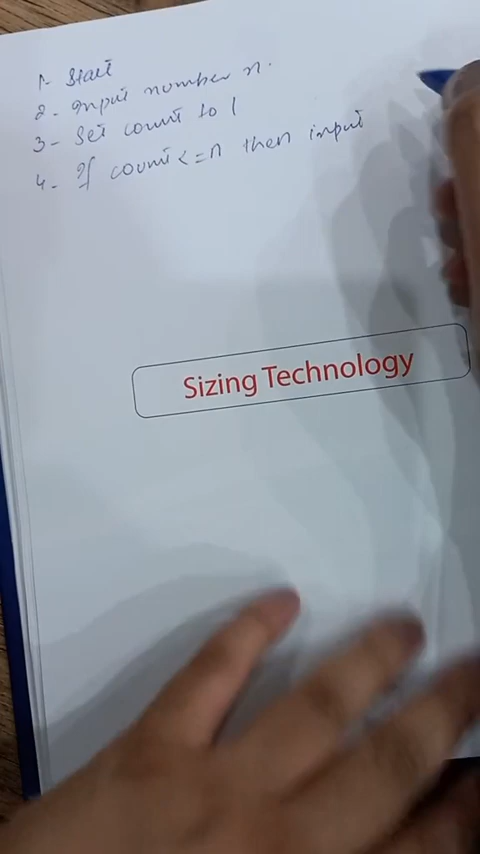 1- Start
2- Input number n.
3- Set count to 1
4- If count <= n then input
Sizing Technology